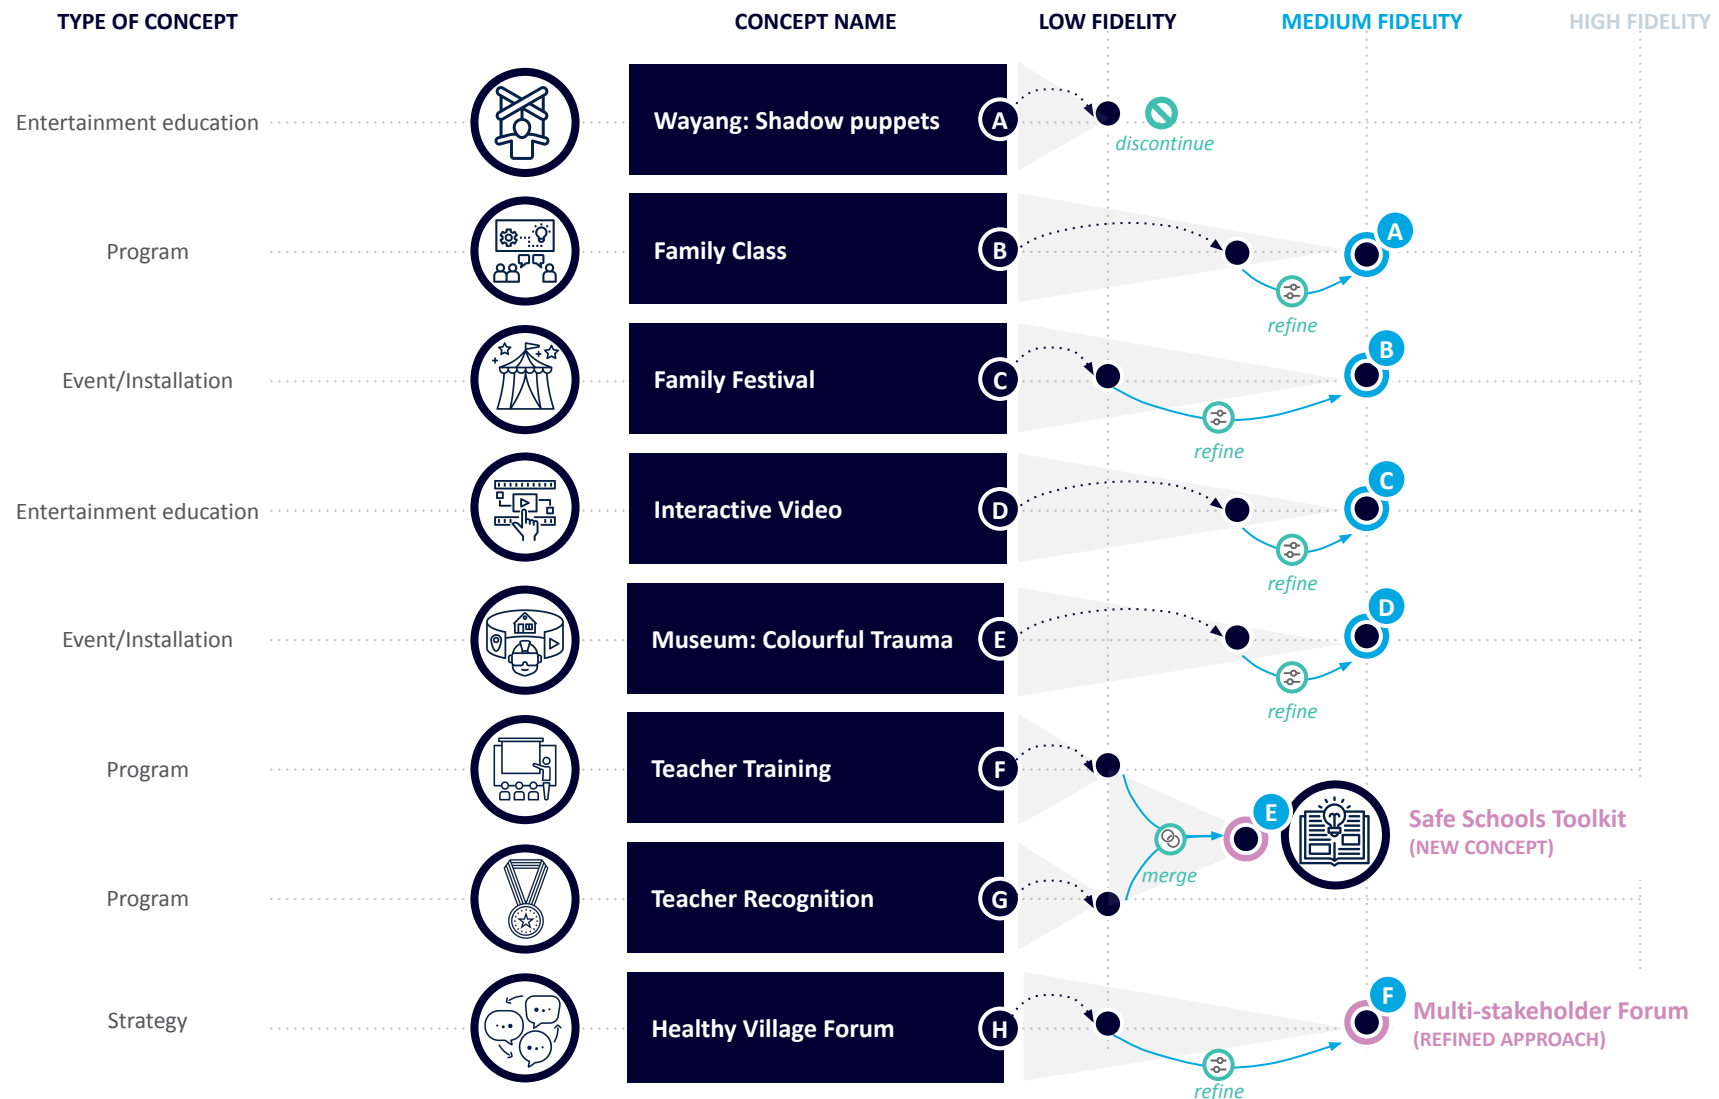 TYPE OF CONCEPT
CONCEPT NAME
LOW FIDELITY
MEDIUM FIDELITY
HIGH FIDELITY
Entertainment education
Wayang: Shadow puppets
A
discontinue
Program
Family Class
B
A
refine
Event/Installation
Family Festival
C
B
refine
Entertainment education
Interactive Video
D
C
refine
Event/Installation
Museum: Colourful Trauma
E
D
refine
Program
Teacher Training
F
merge
E
Safe Schools Toolkit
(NEW CONCEPT)
Program
Teacher Recognition
G
Strategy
Healthy Village Forum
H
refine
F
Multi-stakeholder Forum
(REFINED APPROACH)